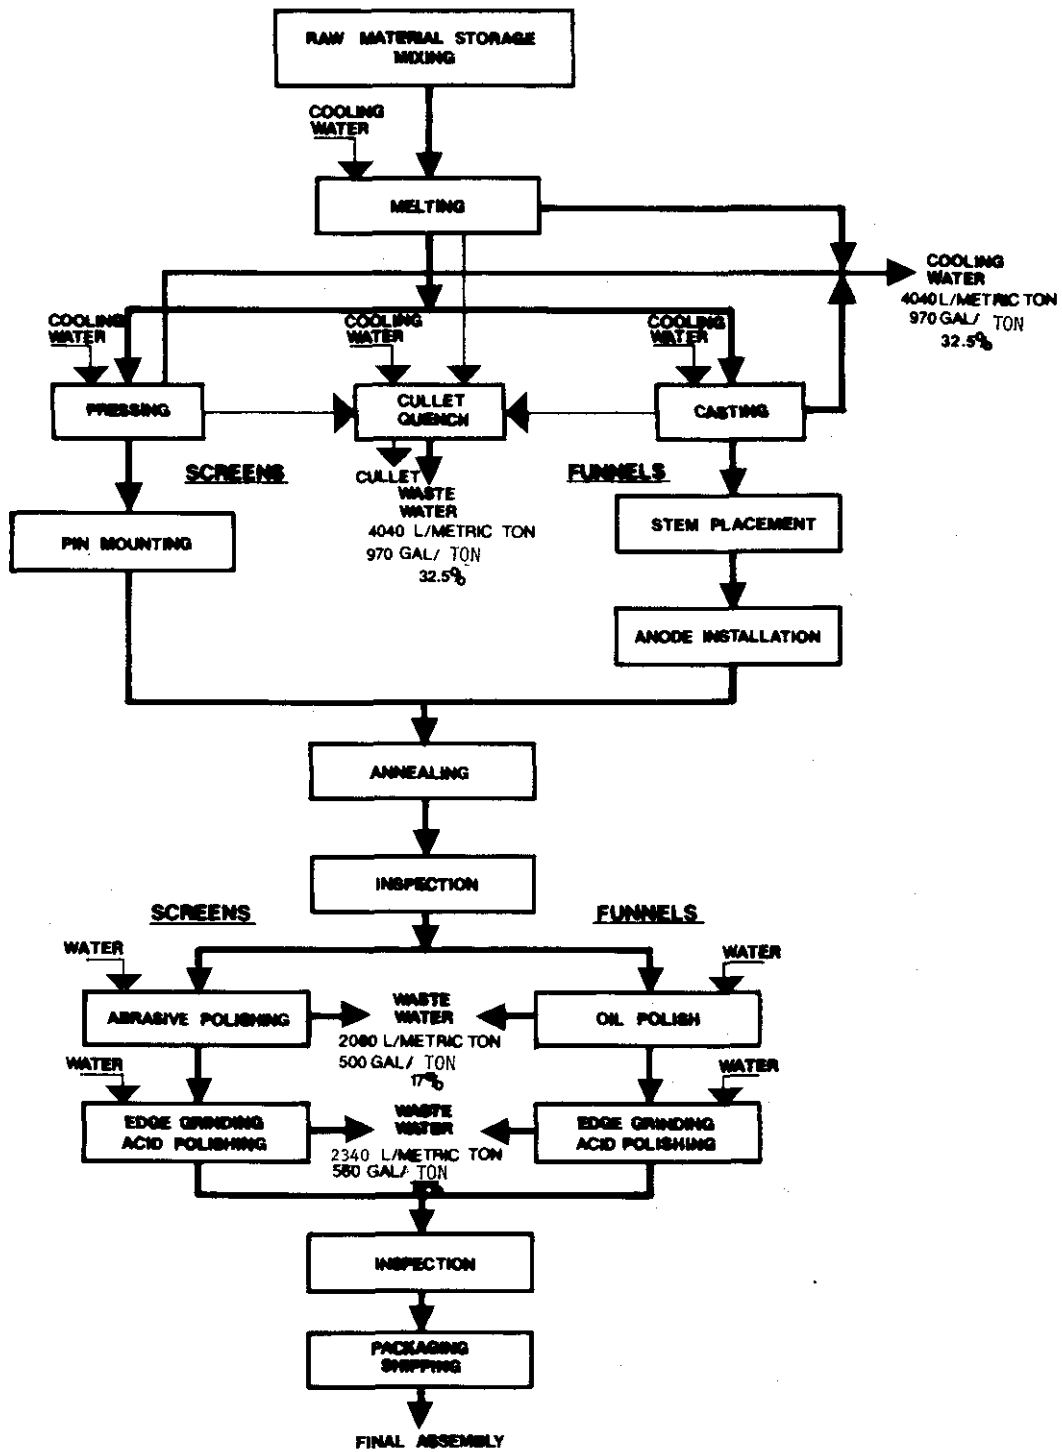 RAW MATERIAL STORAGE
MIXING
COOLING
WATER
MELTING
COOLING
WATER
4040 L/METRIC TON
970 GAL/ TON
32.5%
COOLING
WATER
COOLING
WATER
COOLING
WATER
PRESSING
CULLET
QUENCH
CASTING
SCREENS
FUNNELS
CULLET
WASTE
WATER
4040 L/METRIC TON
970 GAL/ TON
32.5%
PIN MOUNTING
STEM PLACEMENT
ANODE INSTALLATION
ANNEALING
INSPECTION
SCREENS
FUNNELS
WATER
WATER
ABRASIVE POLISHING
WASTE
WATER
2080 L/METRIC TON
500 GAL/ TON
17%
OIL POLISH
WATER
WATER
EDGE GRINDING
ACID POLISHING
WASTE
WATER
2340 L/METRIC TON
560 GAL/ TON
EDGE GRINDING
ACID POLISHING
INSPECTION
PACKAGING
SHIPPING
FINAL ASSEMBLY